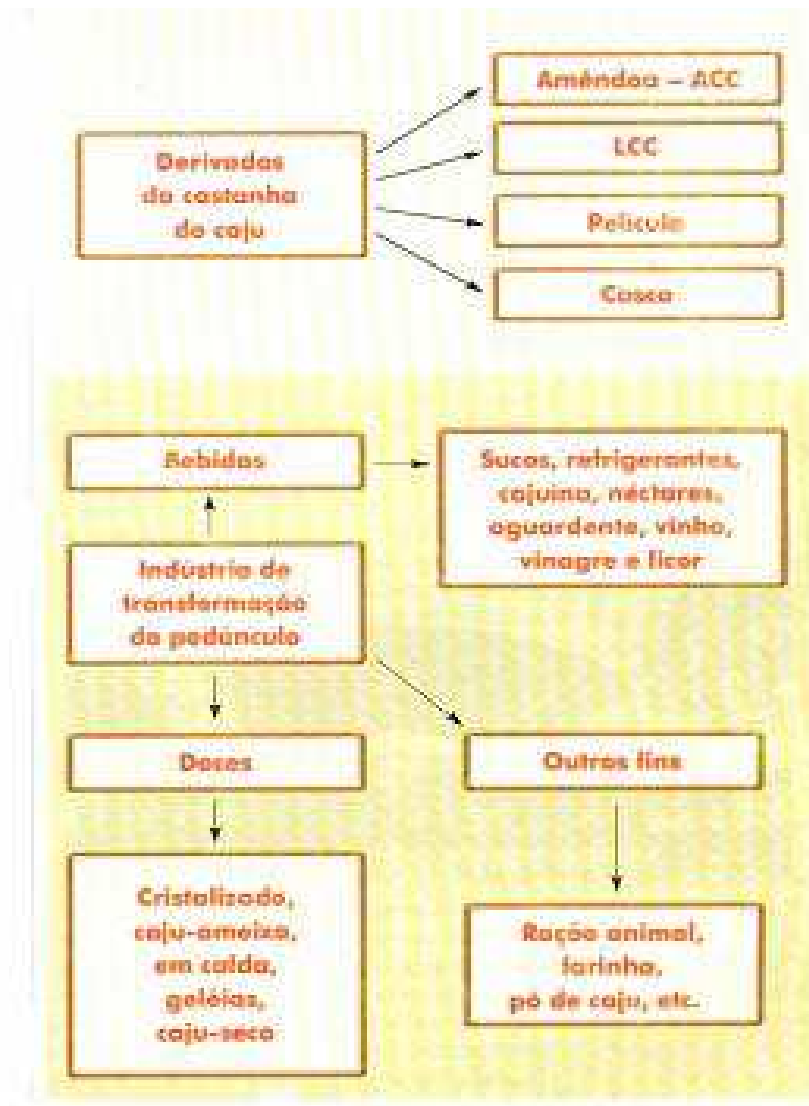 Derivados
da castanha
do caju
Amêndoa – ACC
LCC
Película
Casca
Bebidas
Sucos, refrigerantes,
cajuína, néctares,
aguardente, vinho,
vinagre e licor
Indústria de
transformação
do pedúnculo
Doces
Outros fins
Cristalizado,
caju-ameixa,
em calda,
geléias,
caju-seco
Ração animal,
farinha,
pó de caju, etc.